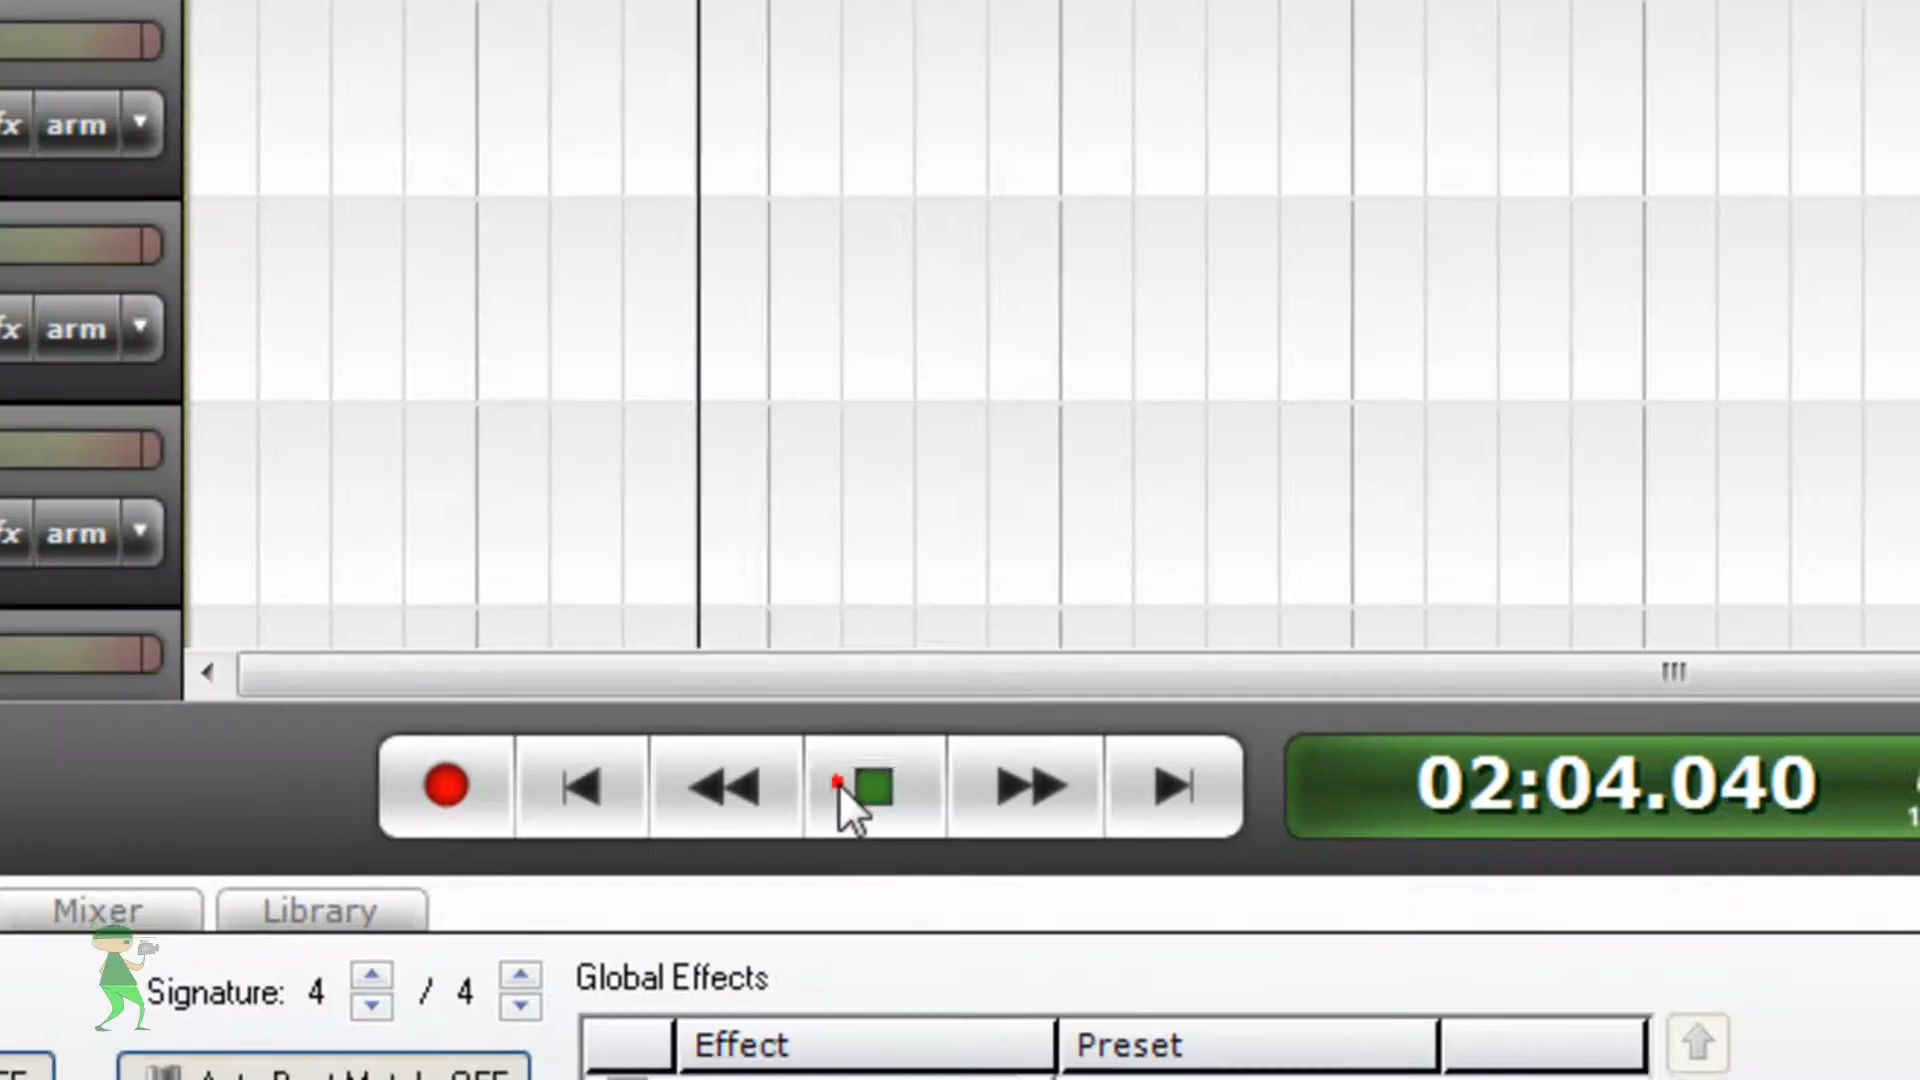 fx arm
fx arm
fx arm
02:04.040
Mixer Library
Signature: 4 / 4
Global Effects
Effect Preset